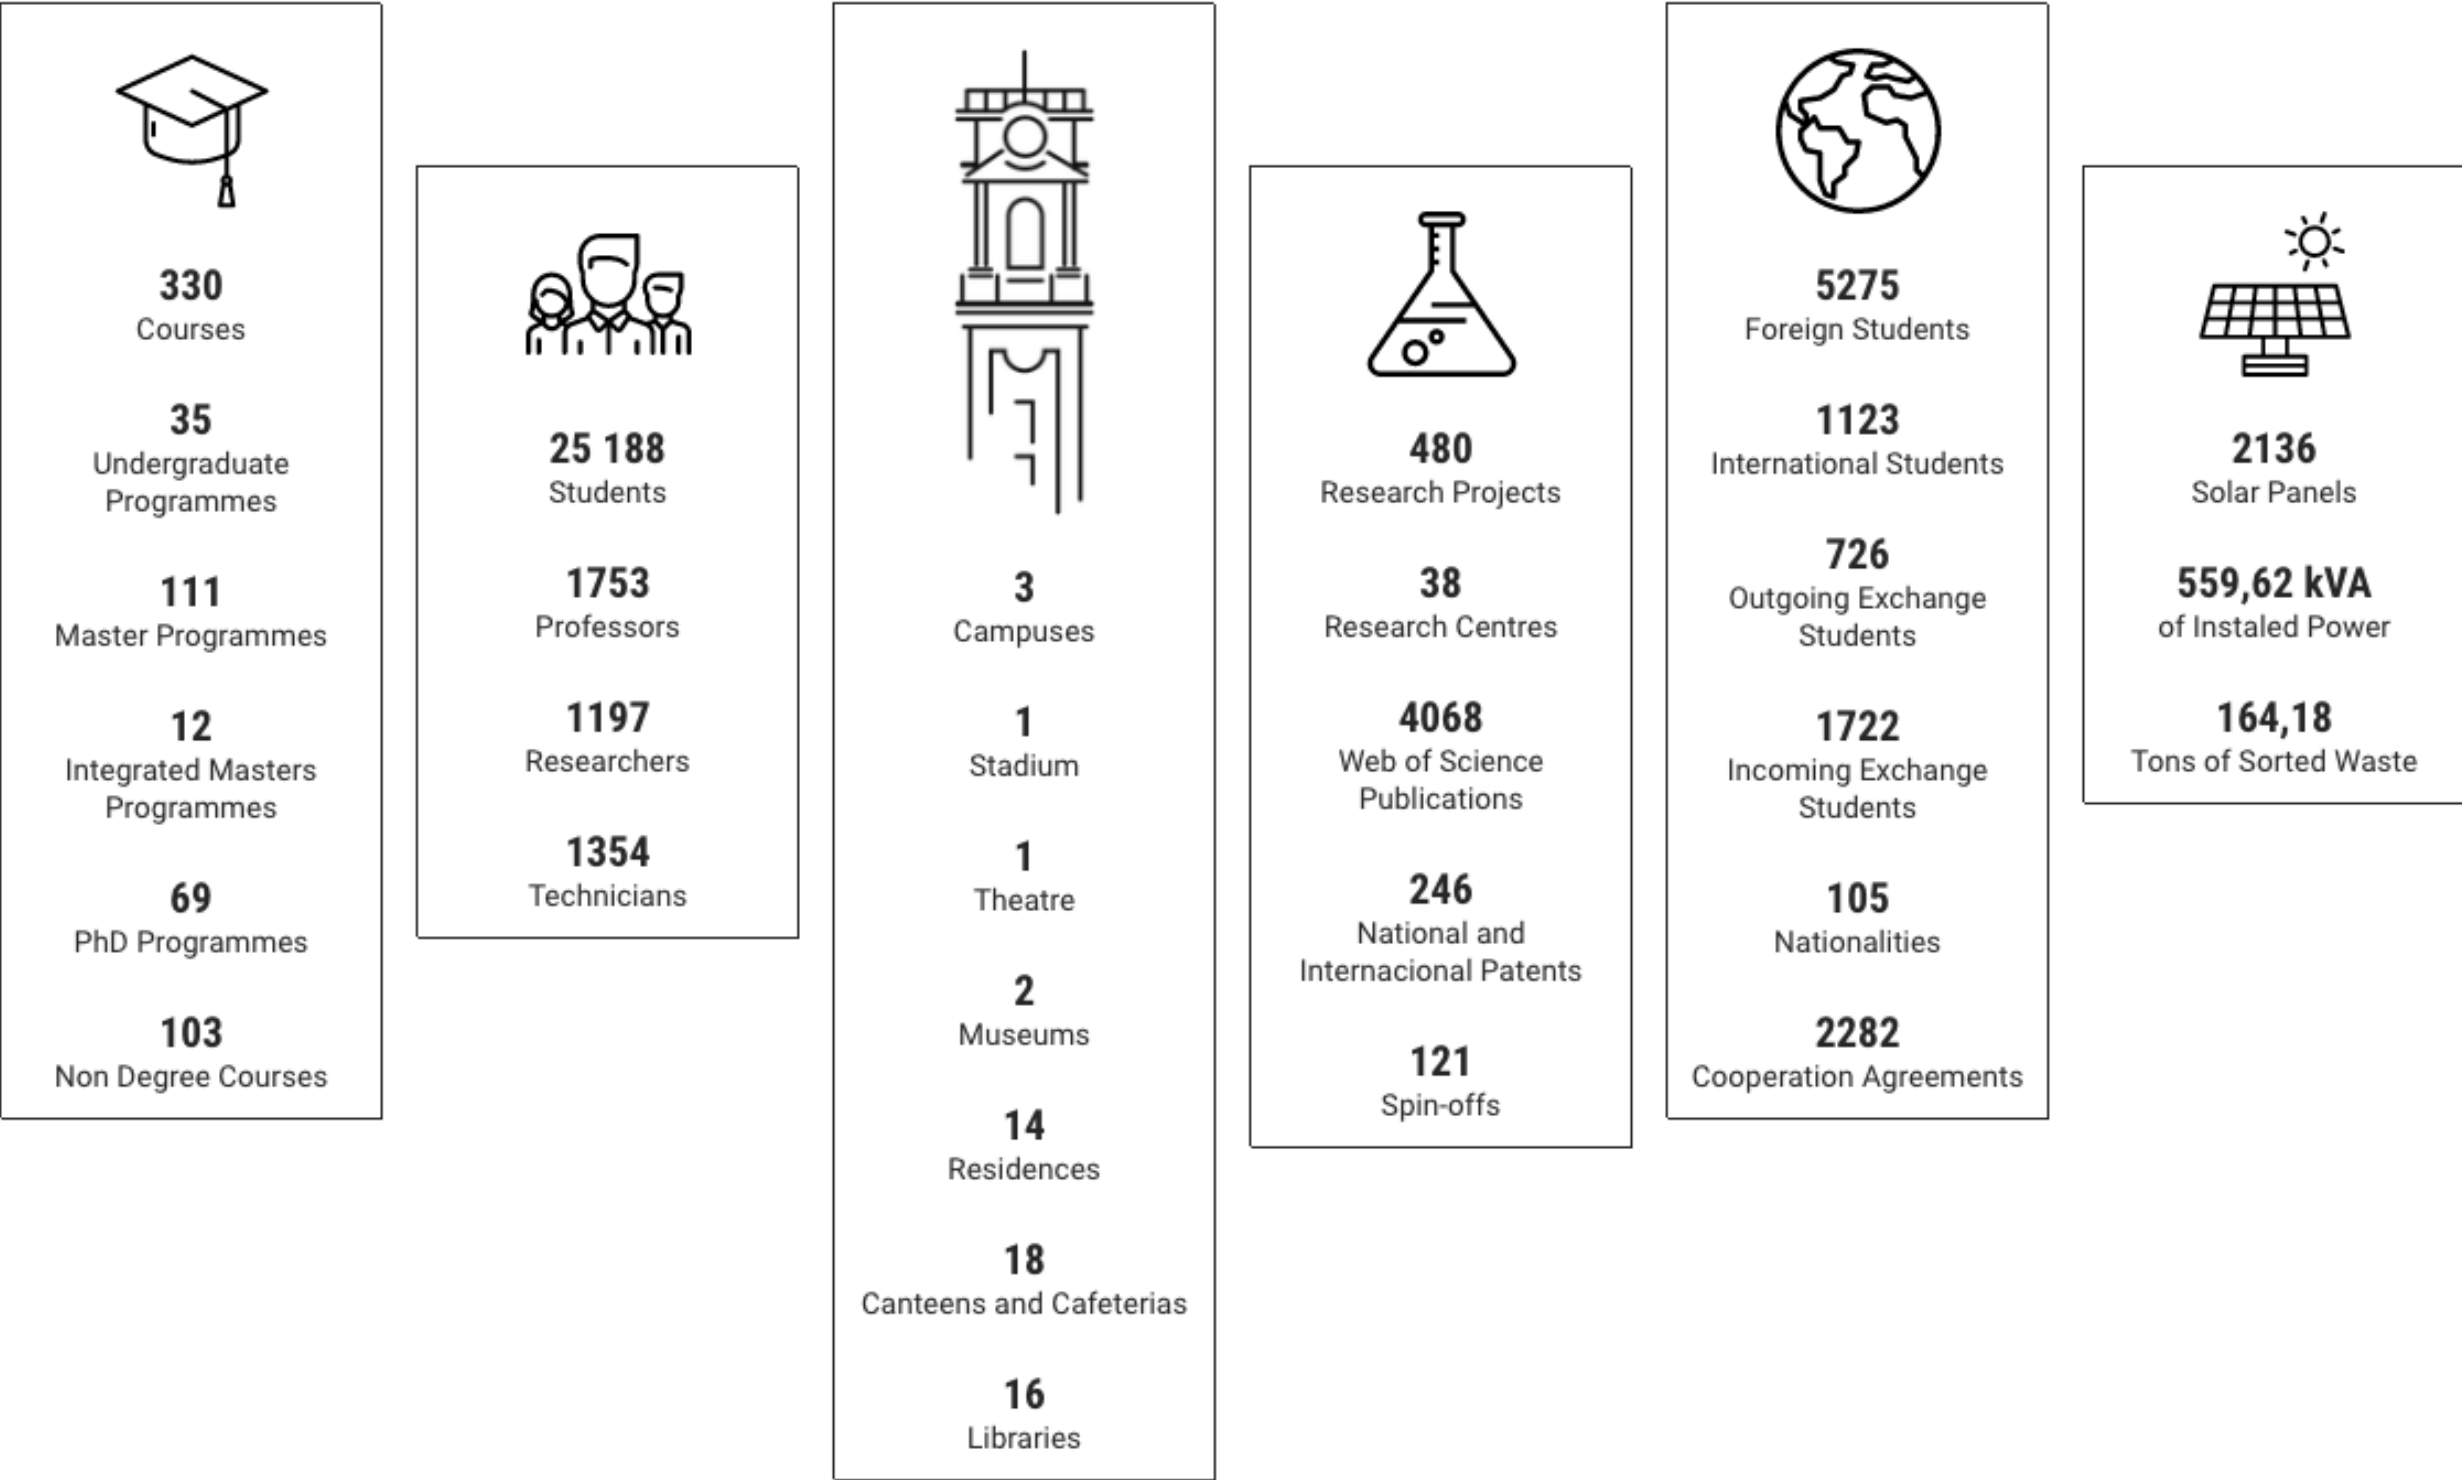 330
Courses
35
Undergraduate
Programmes
111
Master Programmes
12
Integrated Masters
Programmes
69
PhD Programmes
103
Non Degree Courses
25 188
Students
1753
Professors
1197
Researchers
1354
Technicians
3
Campuses
1
Stadium
1
Theatre
2
Museums
14
Residences
18
Canteens and Cafeterias
16
Libraries
480
Research Projects
38
Research Centres
4068
Web of Science
Publications
246
National and
Internacional Patents
121
Spin-offs
5275
Foreign Students
1123
International Students
726
Outgoing Exchange
Students
1722
Incoming Exchange
Students
105
Nationalities
2282
Cooperation Agreements
2136
Solar Panels
559,62 kVA
of Instaled Power
164,18
Tons of Sorted Waste